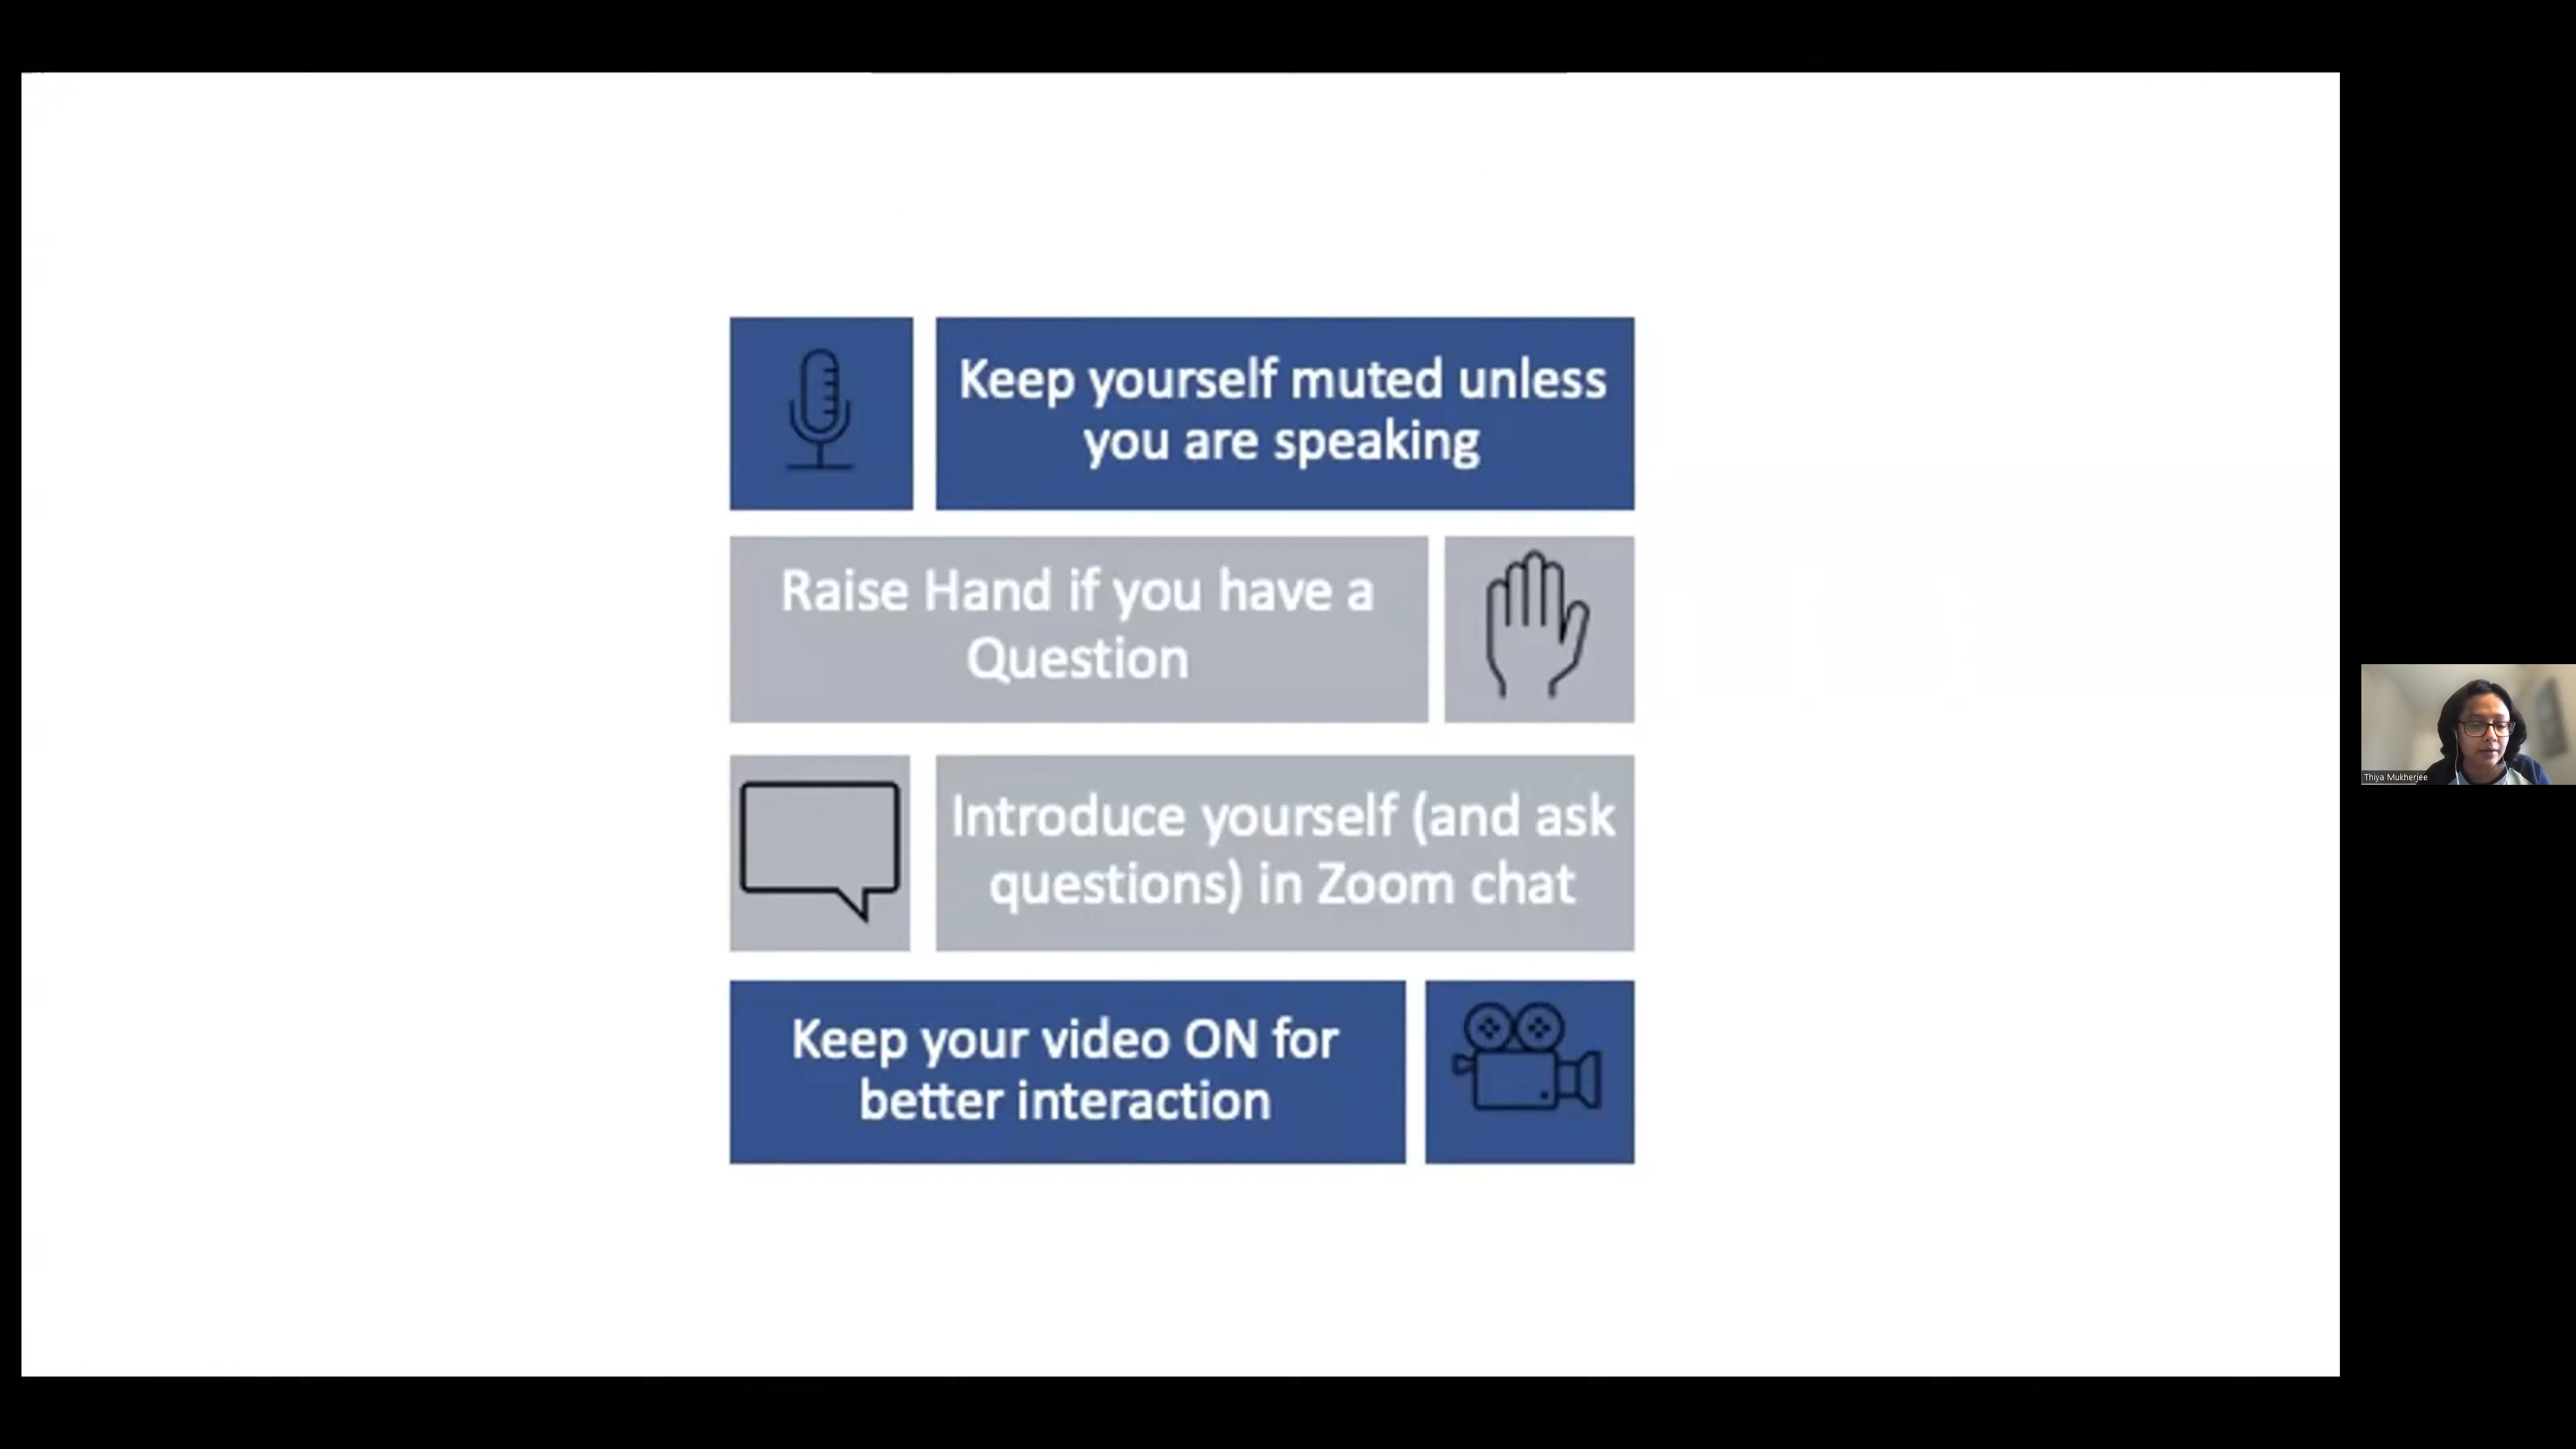 Keep yourself muted unless
you are speaking
Raise Hand if you have a
Question
Introduce yourself (and ask
questions) in Zoom chat
Keep your video ON for
better interaction
Thiya Mukherjee